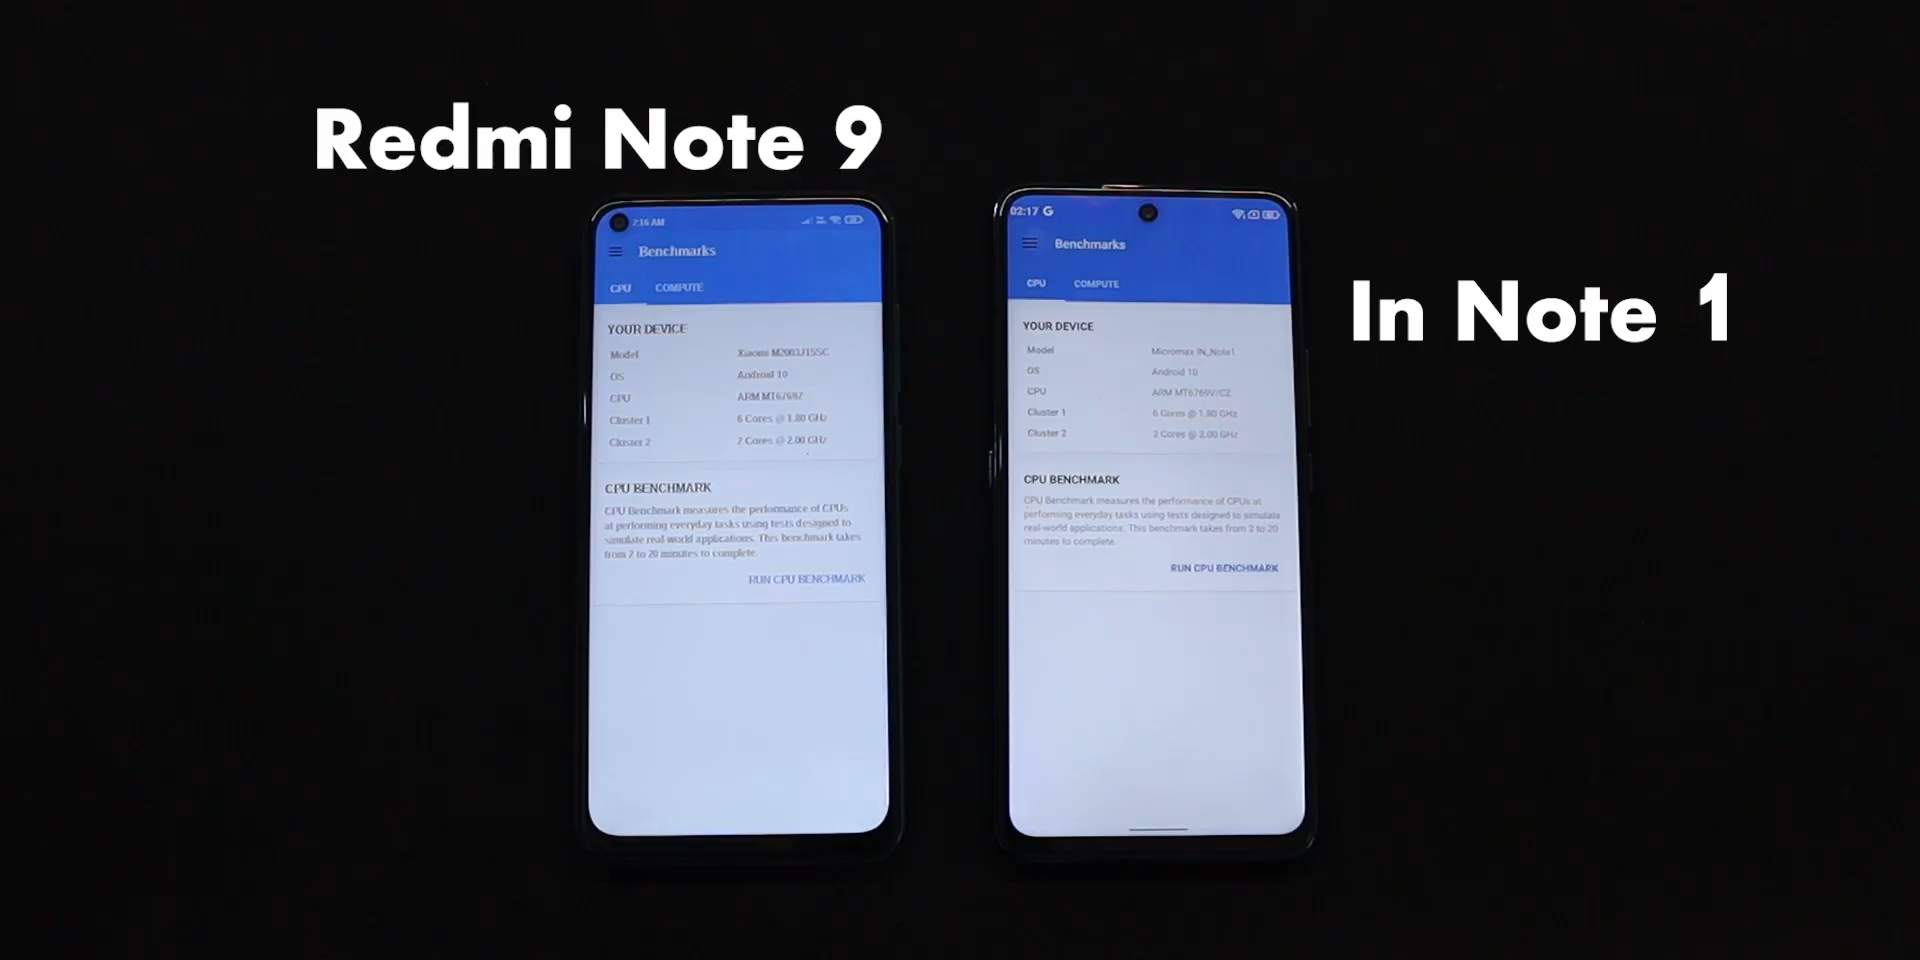 Redmi Note 9
2:16 AM
Benchmarks
CPU COMPUTE
YOUR DEVICE
Model Xiaomi M2003J15SC
OS Android 10
CPU ARM MT6769Z
Cluster 1 6 Cores @ 1.80 GHz
Cluster 2 2 Cores @ 2.00 GHz
CPU BENCHMARK
CPU Benchmark measures the performance of CPUs
at performing everyday tasks using tests designed to
simulate real-world applications. This benchmark takes
from 2 to 20 minutes to complete.
RUN CPU BENCHMARK
In Note 1
02:17 G
Benchmarks
CPU COMPUTE
YOUR DEVICE
Model Micromax IN_Note1
OS Android 10
CPU ARM MT6769V/CZ
Cluster 1 6 Cores @ 1.80 GHz
Cluster 2 2 Cores @ 2.00 GHz
CPU BENCHMARK
CPU Benchmark measures the performance of CPUs at
performing everyday tasks using tests designed to simulate
real-world applications. This benchmark takes from 2 to 20
minutes to complete.
RUN CPU BENCHMARK